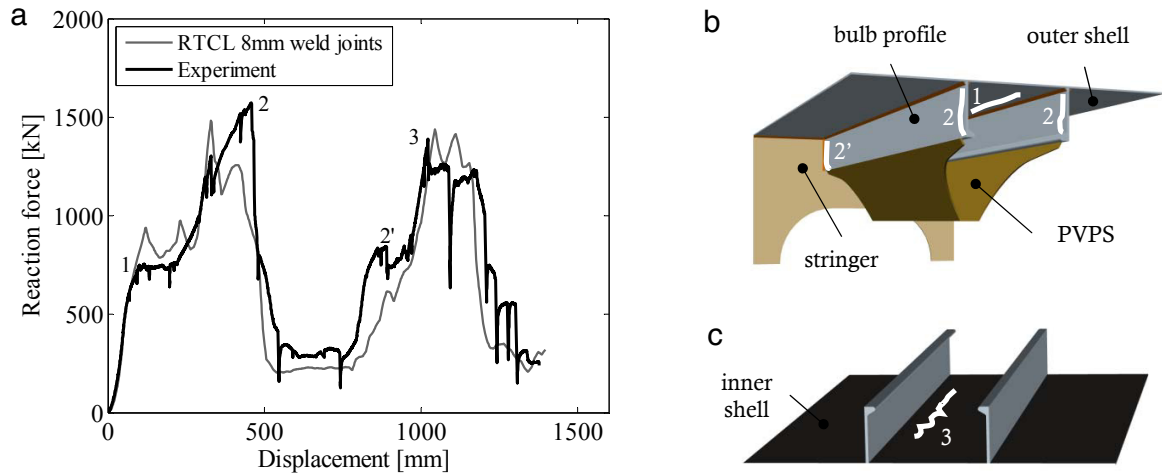 a
2000
1500
1000
500
0
Reaction force [kN]
RTCL 8mm weld joints
Experiment
1
2
2'
3
0
500
1000
1500
Displacement [mm]
b
bulb profile
outer shell
1
2
2
2'
stringer
PVPS
c
inner
shell
3